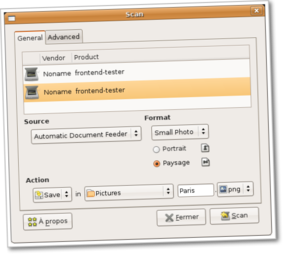 Scan
General Advanced
Vendor Product
Noname frontend-tester
Noname frontend-tester
Source Format
Automatic Document Feeder Small Photo
Portrait
Paysage
Action
Save in Pictures Paris png
À propos Fermer Scan